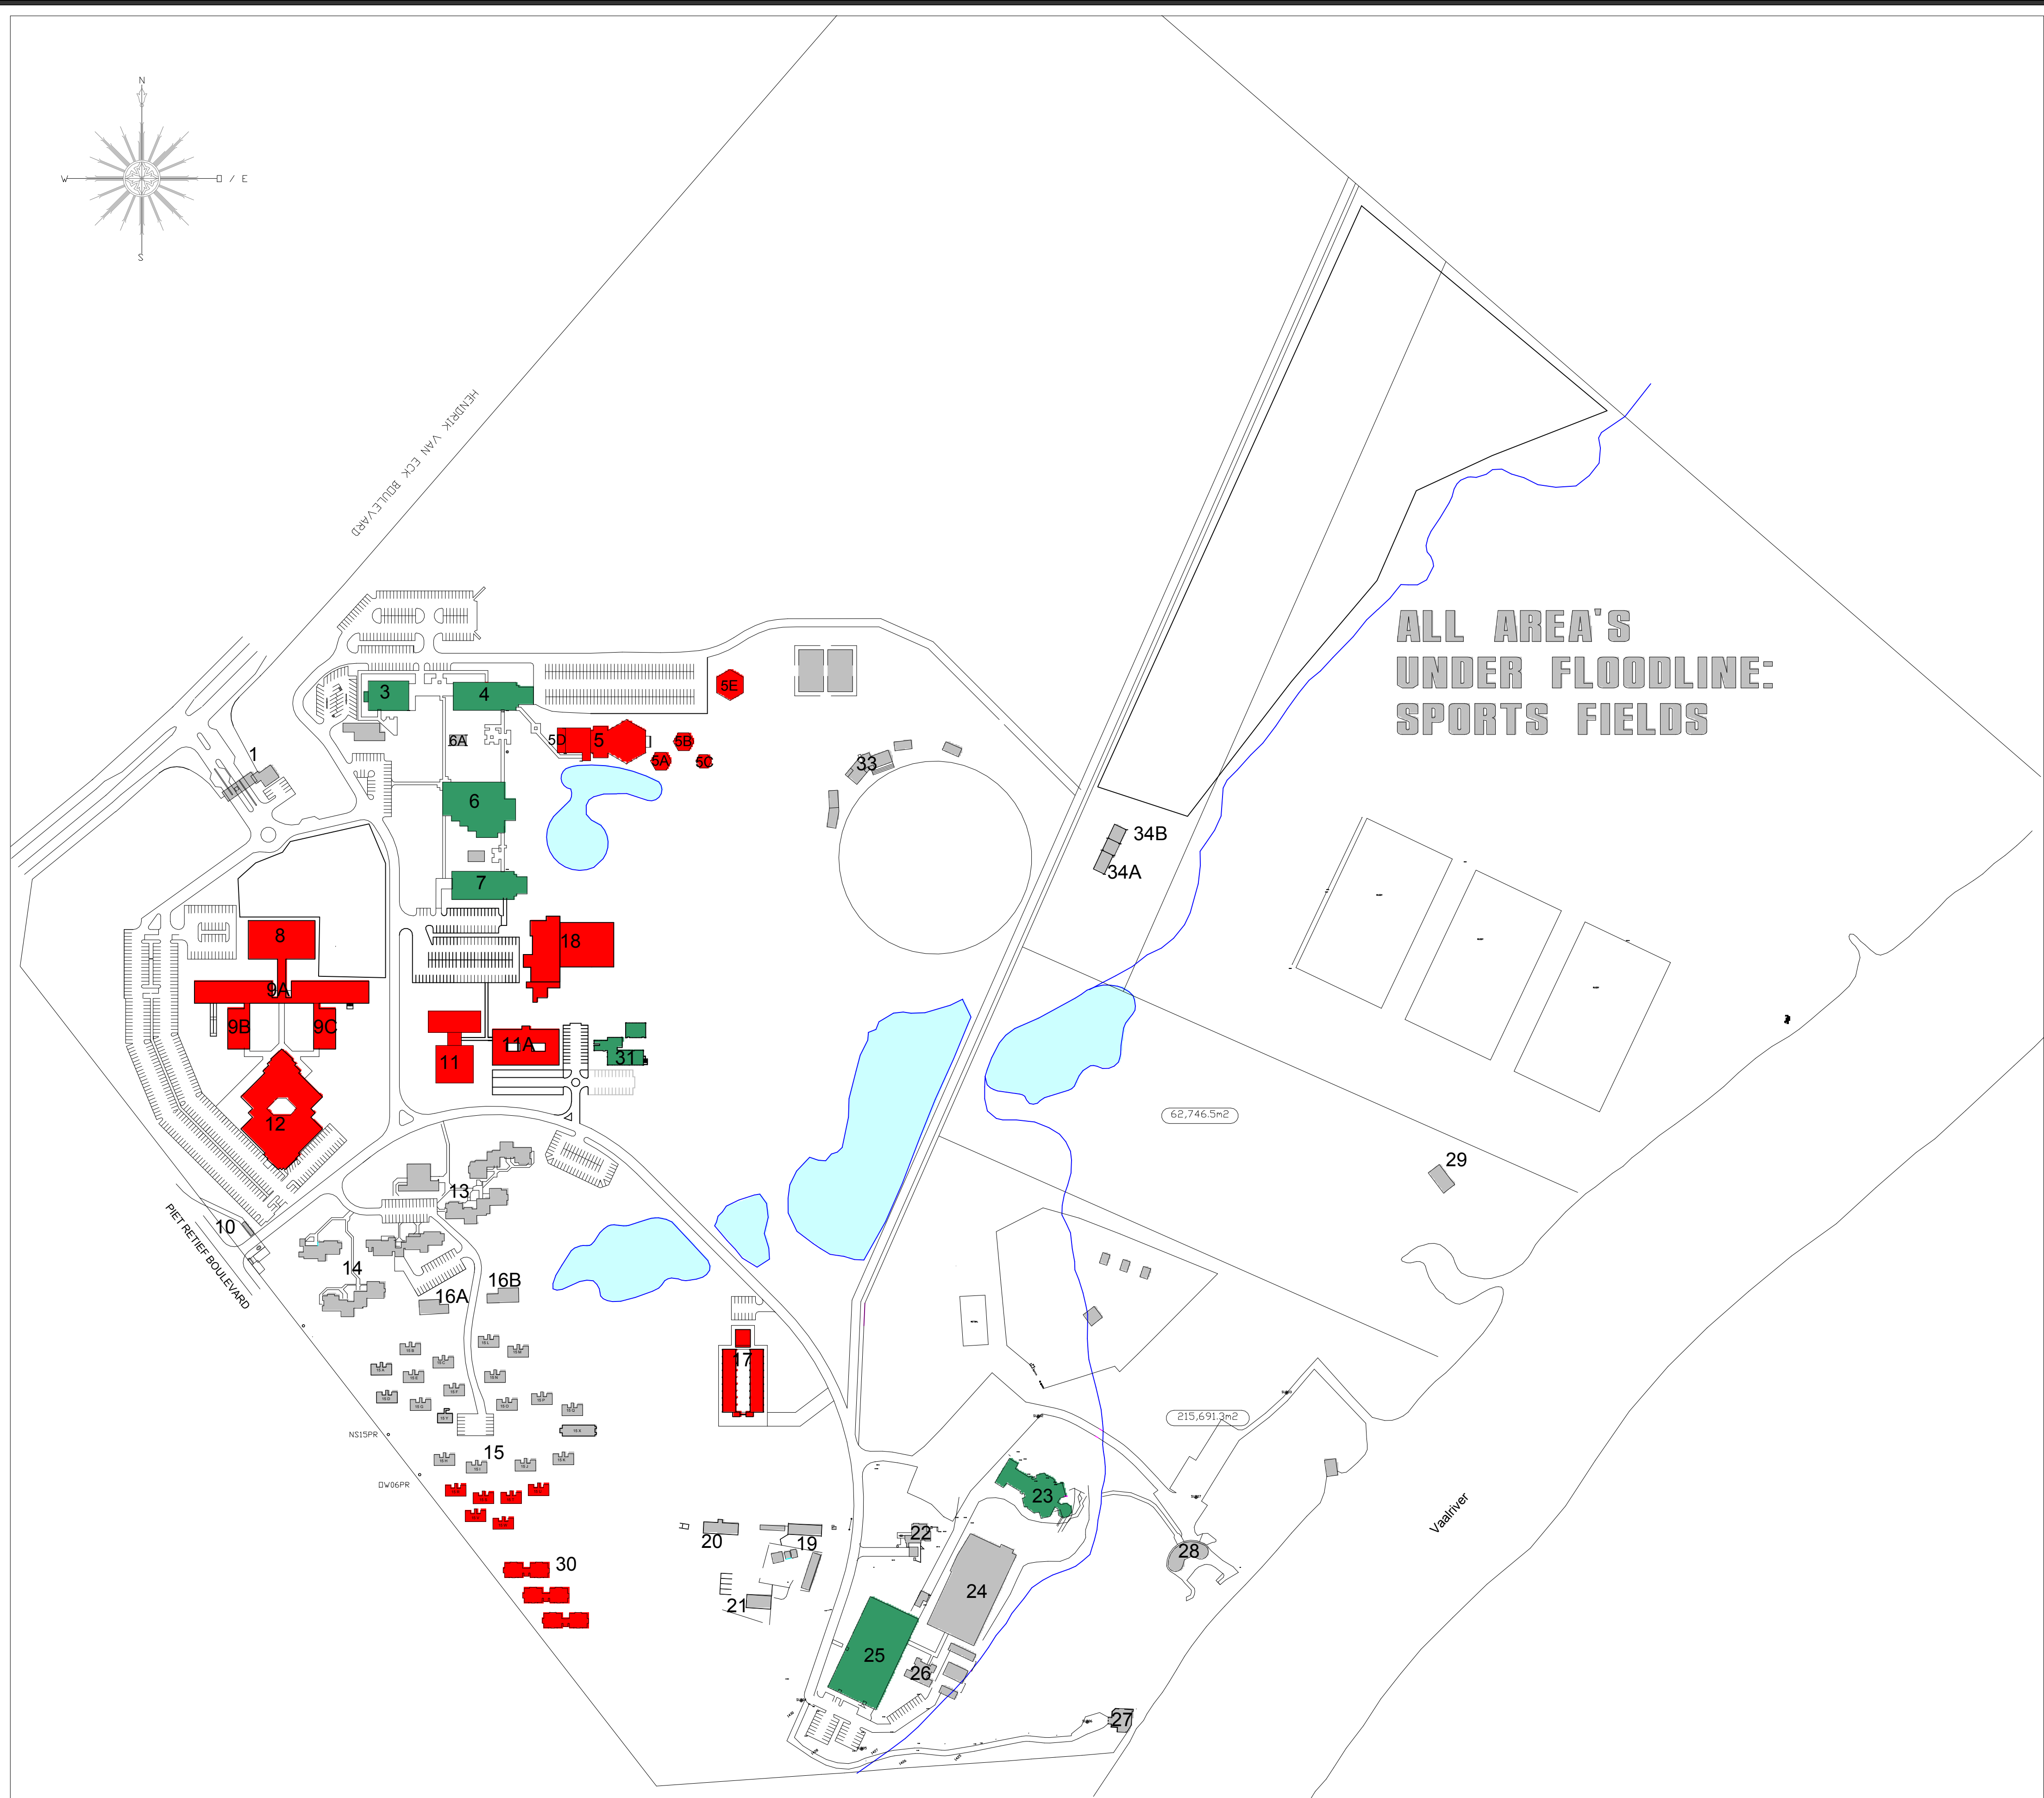 N
W
O / E
S
HENDRIK VAN ECK BOULEVARD
ALL AREA'S
UNDER FLOODLINE:
SPORTS FIELDS
1
3
4
5E
6A
5D
5
5B
5A
5C
33
6
34B
34A
7
8
18
9A
9B
9C
11
11A
31
12
62,746.5m2
29
13
10
PIET RETIEF BOULEVARD
14
16B
16A
17
215,691.3m2
NS15PR
15
OW06PR
Vaalriver
23
20
19
22
28
30
24
21
25
26
27